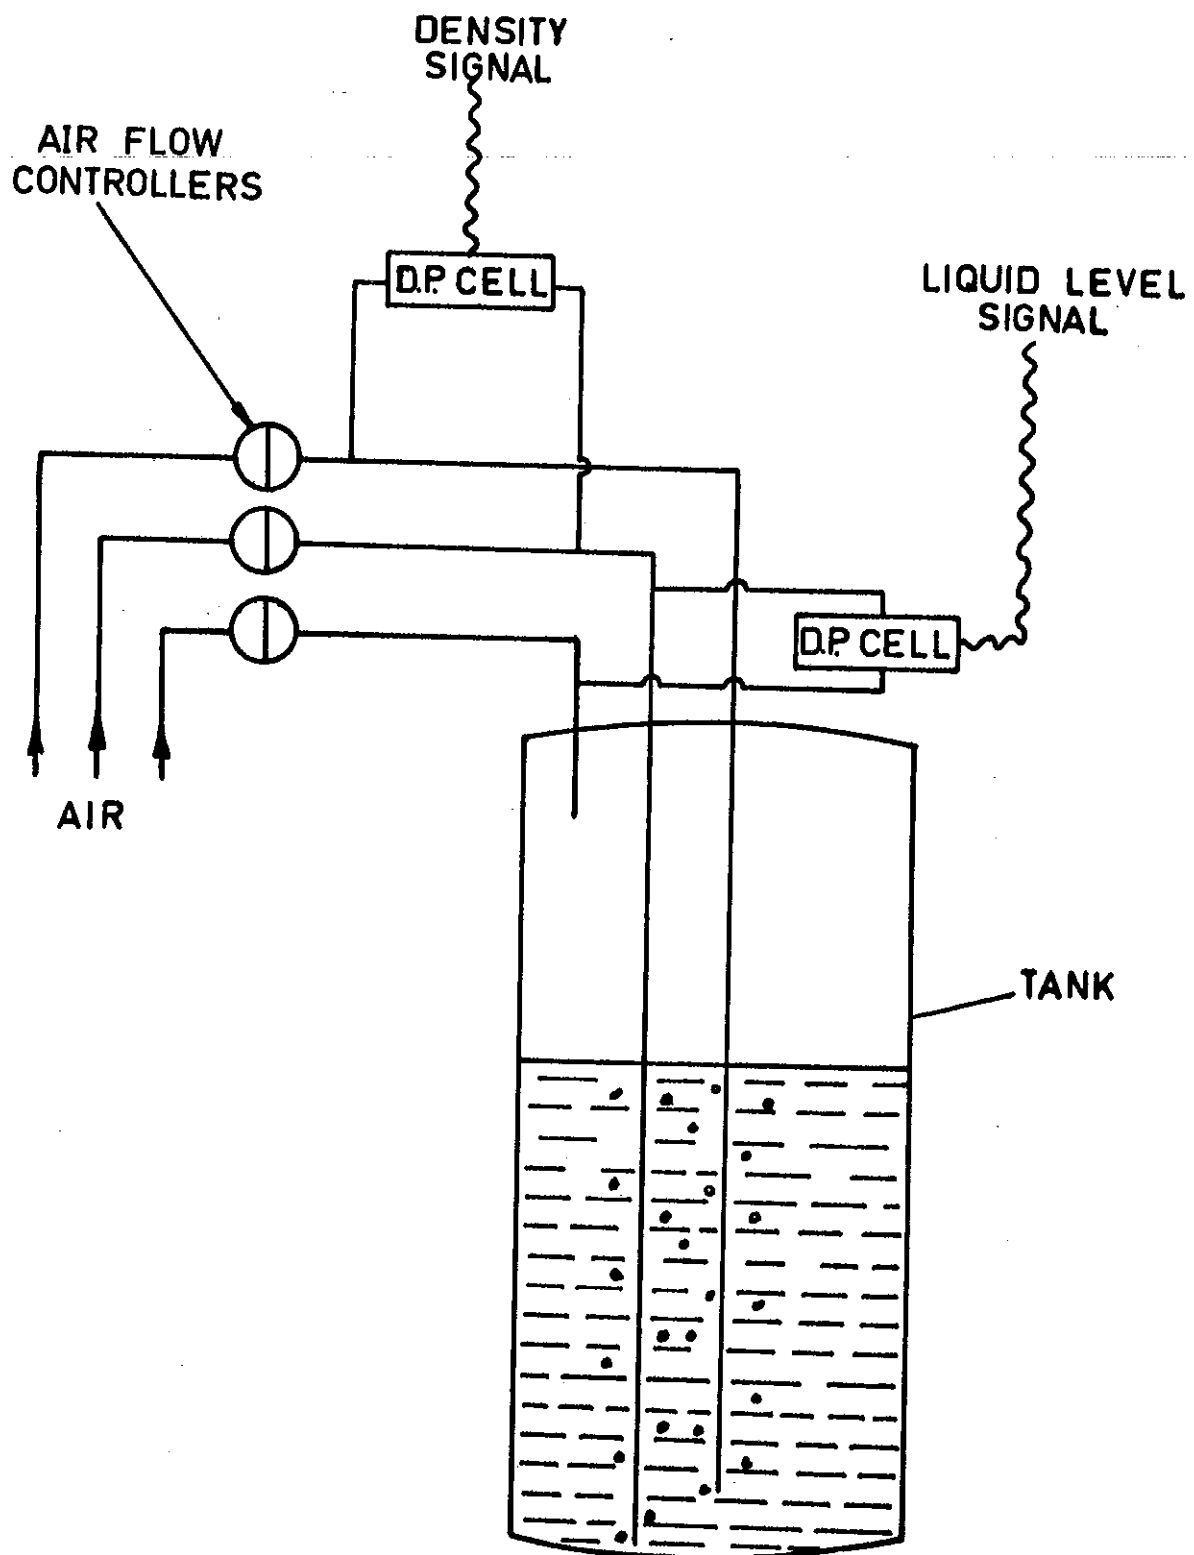 DENSITY
SIGNAL
AIR FLOW
CONTROLLERS
D.P. CELL
LIQUID LEVEL
SIGNAL
D.P. CELL
AIR
TANK